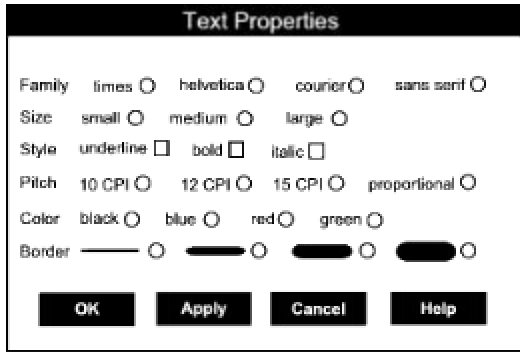 Text Properties
Family times helvetica courier sans serif
Size small medium large
Style underline bold italic
Pitch 10 CPI 12 CPI 15 CPI proportional
Color black blue red green
Border
OK Apply Cancel Help